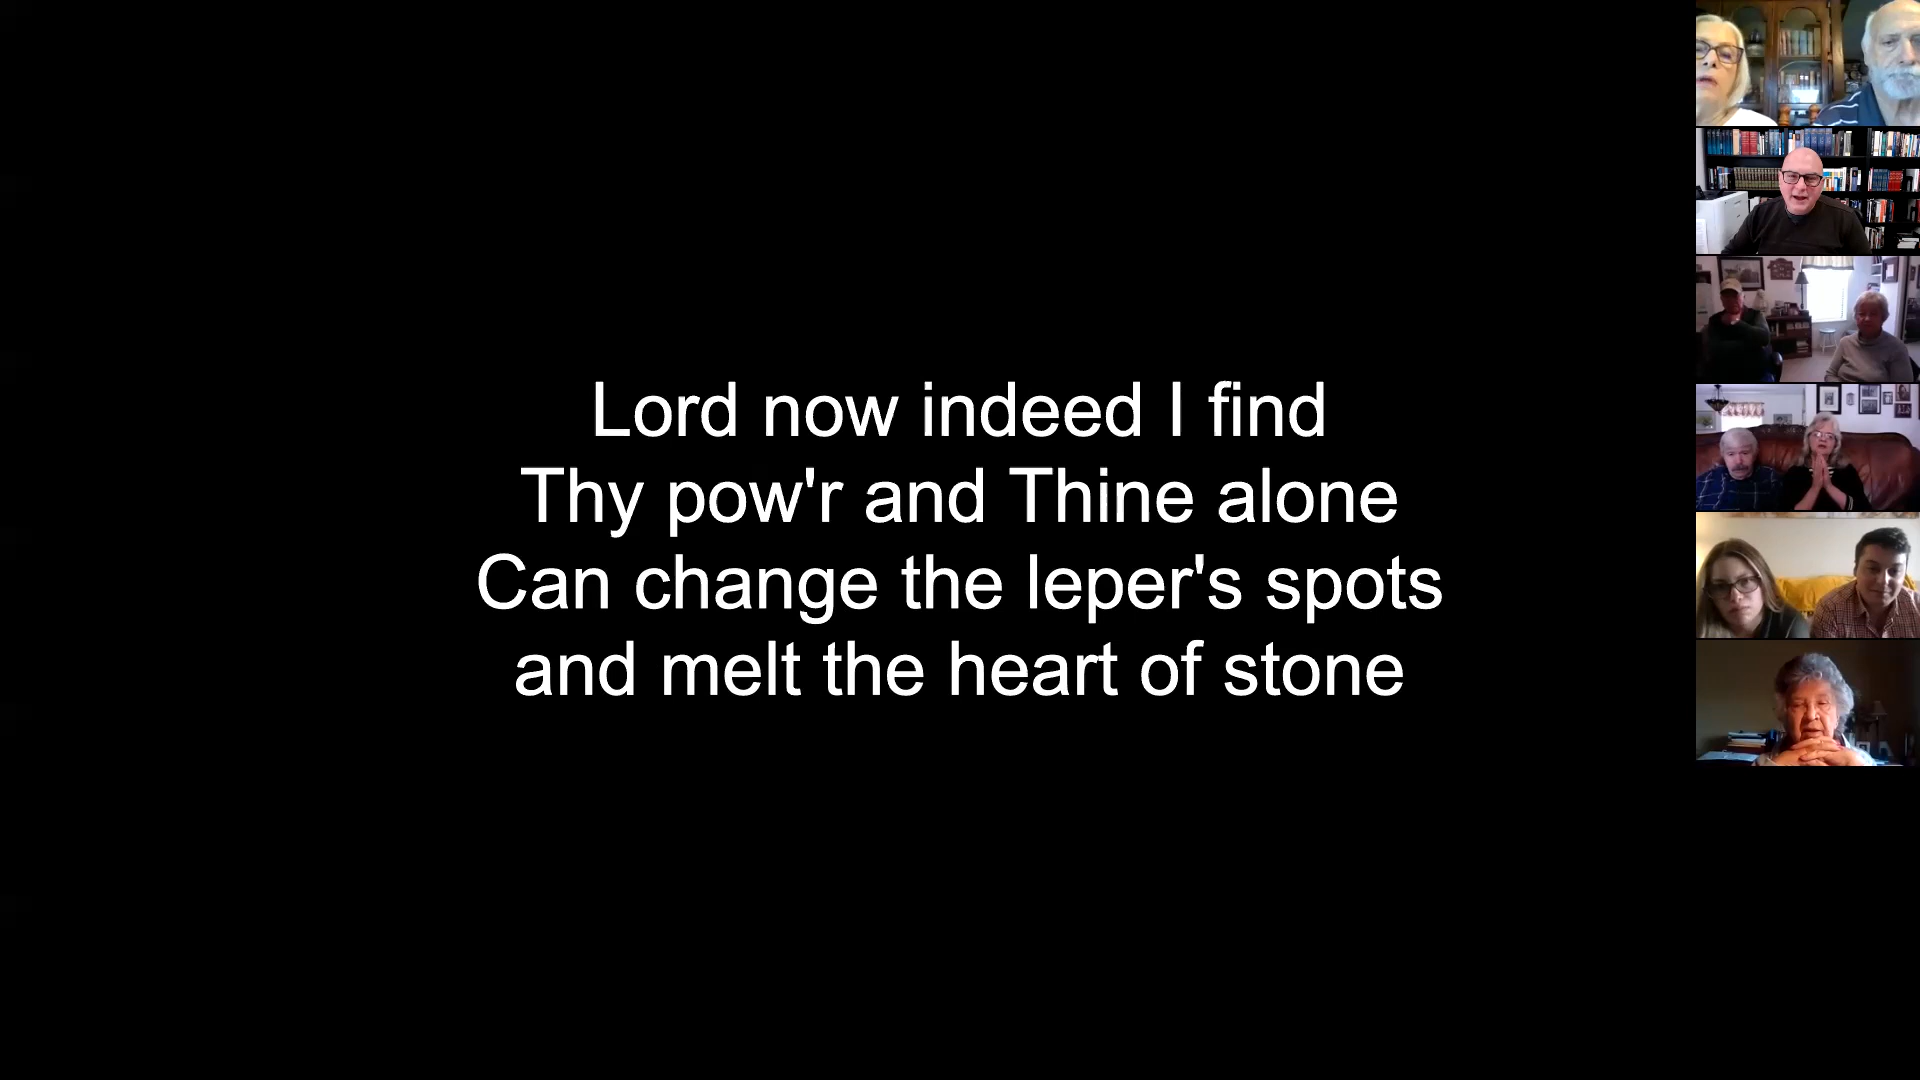 Lord now indeed I find
Thy pow'r and Thine alone
Can change the leper's spots
and melt the heart of stone